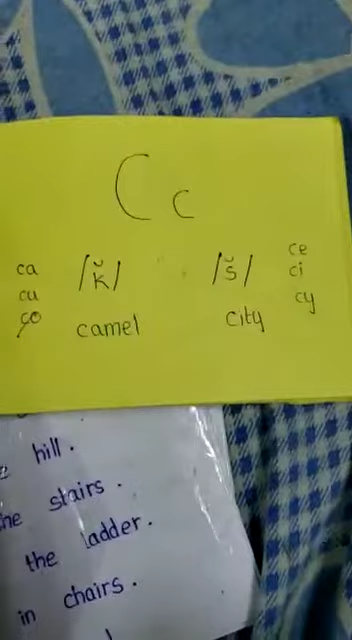 C c
ca /k̆/ /s̆/ ce
cu ci
co camel city cy
hill.
the stairs.
the ladder.
in chairs.